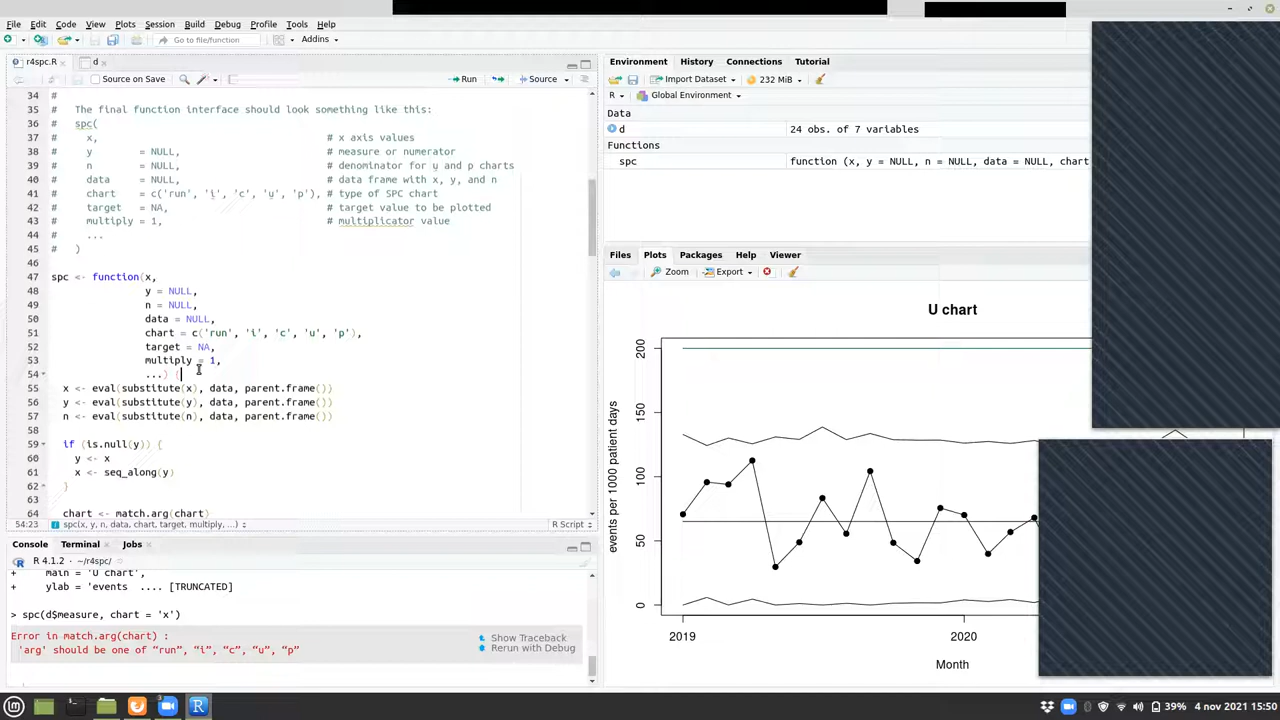 File Edit Code View Plots Session Build Debug Profile Tools Help
Go to file/function Addins
r4spc.R d
Source on Save Run Source
34 #
35 # The final function interface should look something like this:
36 # spc(
37 # x, # x axis values
38 # y = NULL, # measure or numerator
39 # n = NULL, # denominator for u and p charts
40 # data = NULL, # data frame with x, y, and n
41 # chart = c('run', 'i', 'c', 'u', 'p'), # type of SPC chart
42 # target = NA, # target value to be plotted
43 # multiply = 1, # multiplicator value
44 # ...
45 # )
46
47 spc <- function(x,
48 y = NULL,
49 n = NULL,
50 data = NULL,
51 chart = c('run', 'i', 'c', 'u', 'p'),
52 target = NA,
53 multiply = 1,
54 ...) {
55 x <- eval(substitute(x), data, parent.frame())
56 y <- eval(substitute(y), data, parent.frame())
57 n <- eval(substitute(n), data, parent.frame())
58
59 if (is.null(y)) {
60 y <- x
61 x <- seq_along(y)
62 }
63
64 chart <- match.arg(chart)
54:23 spc(x, y, n, data, chart, target, multiply, ...) R Script
Console Terminal Jobs
R 4.1.2 · ~/r4spc/
+ main = 'U chart',
+ ylab = 'events .... [TRUNCATED]
> spc(d$measure, chart = 'x')
Error in match.arg(chart) :
'arg' should be one of “run”, “i”, “c”, “u”, “p”
Show Traceback
Rerun with Debug
Environment History Connections Tutorial
Import Dataset 232 MiB
R Global Environment
Data
d 24 obs. of 7 variables
Functions
spc function (x, y = NULL, n = NULL, data = NULL, chart
Files Plots Packages Help Viewer
Zoom Export
U chart
events per 1000 patient days
200
150
100
50
0
2019 2020
Month
39% 4 nov 2021 15:50